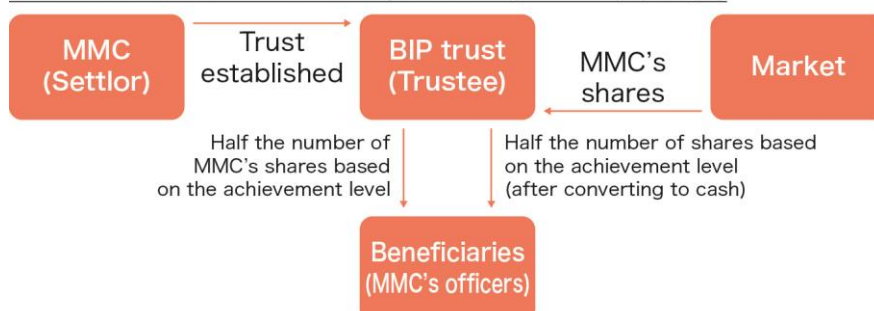 MMC
(Settlor)
Trust
established
BIP trust
(Trustee)
MMC’s
shares
Market
Half the number of
MMC’s shares based
on the achievement level
Half the number of shares based
on the achievement level
(after converting to cash)
Beneficiaries
(MMC’s officers)